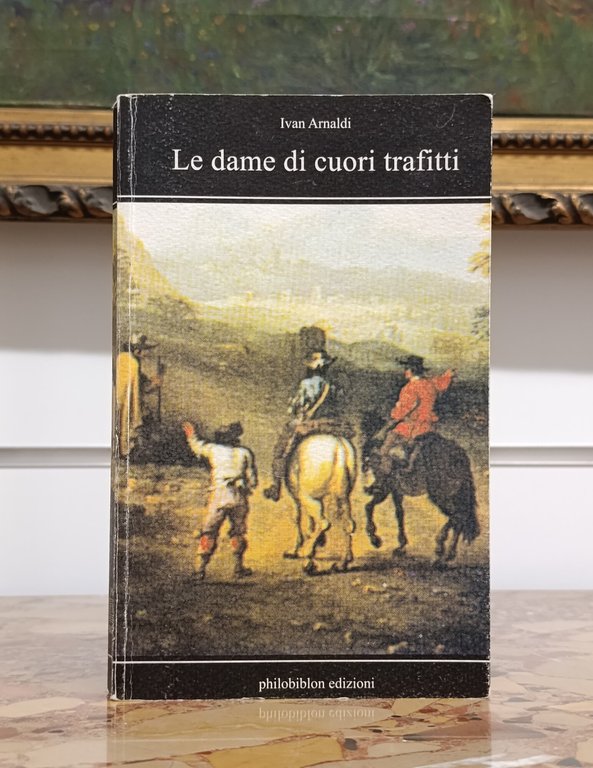 Ivan Arnaldi
Le dame di cuori trafitti
philobiblon edizioni